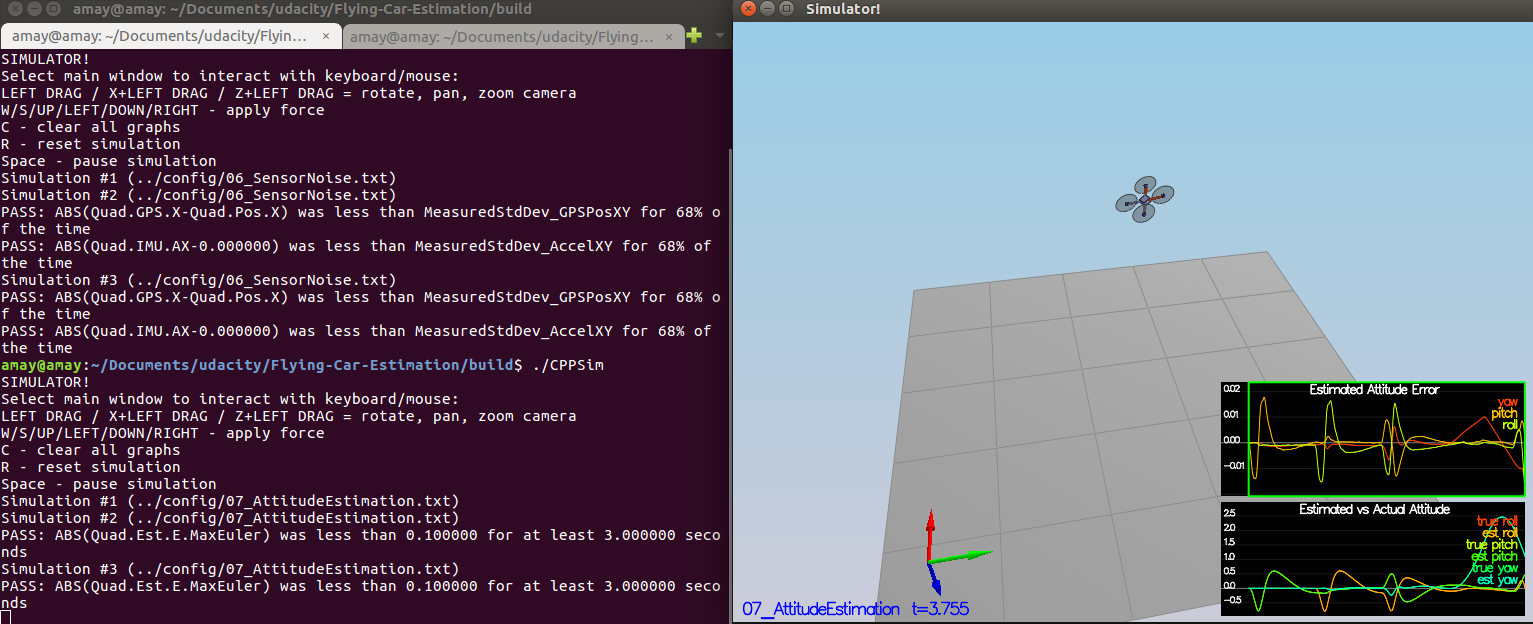 amay@amay: ~/Documents/udacity/Flying-Car-Estimation/build
amay@amay: ~/Documents/udacity/Flyin... ×
amay@amay: ~/Documents/udacity/Flying... ×
SIMULATOR!
Select main window to interact with keyboard/mouse:
LEFT DRAG / X+LEFT DRAG / Z+LEFT DRAG = rotate, pan, zoom camera
W/S/UP/LEFT/DOWN/RIGHT - apply force
C - clear all graphs
R - reset simulation
Space - pause simulation
Simulation #1 (../config/06_SensorNoise.txt)
Simulation #2 (../config/06_SensorNoise.txt)
PASS: ABS(Quad.GPS.X-Quad.Pos.X) was less than MeasuredStdDev_GPSPosXY for 68% o
f the time
PASS: ABS(Quad.IMU.AX-0.000000) was less than MeasuredStdDev_AccelXY for 68% of
the time
Simulation #3 (../config/06_SensorNoise.txt)
PASS: ABS(Quad.GPS.X-Quad.Pos.X) was less than MeasuredStdDev_GPSPosXY for 68% o
f the time
PASS: ABS(Quad.IMU.AX-0.000000) was less than MeasuredStdDev_AccelXY for 68% of
the time
amay@amay:~/Documents/udacity/Flying-Car-Estimation/build$ ./CPPSim
SIMULATOR!
Select main window to interact with keyboard/mouse:
LEFT DRAG / X+LEFT DRAG / Z+LEFT DRAG = rotate, pan, zoom camera
W/S/UP/LEFT/DOWN/RIGHT - apply force
C - clear all graphs
R - reset simulation
Space - pause simulation
Simulation #1 (../config/07_AttitudeEstimation.txt)
Simulation #2 (../config/07_AttitudeEstimation.txt)
PASS: ABS(Quad.Est.E.MaxEuler) was less than 0.100000 for at least 3.000000 seco
nds
Simulation #3 (../config/07_AttitudeEstimation.txt)
PASS: ABS(Quad.Est.E.MaxEuler) was less than 0.100000 for at least 3.000000 seco
nds
Simulator!
07_AttitudeEstimation t=3.755
Estimated Attitude Error
0.02
0.01
0.00
-0.01
yaw
pitch
roll
Estimated vs Actual Attitude
2.5
2.0
1.5
1.0
0.5
0.0
-0.5
true roll
est roll
true pitch
est pitch
true yaw
est yaw